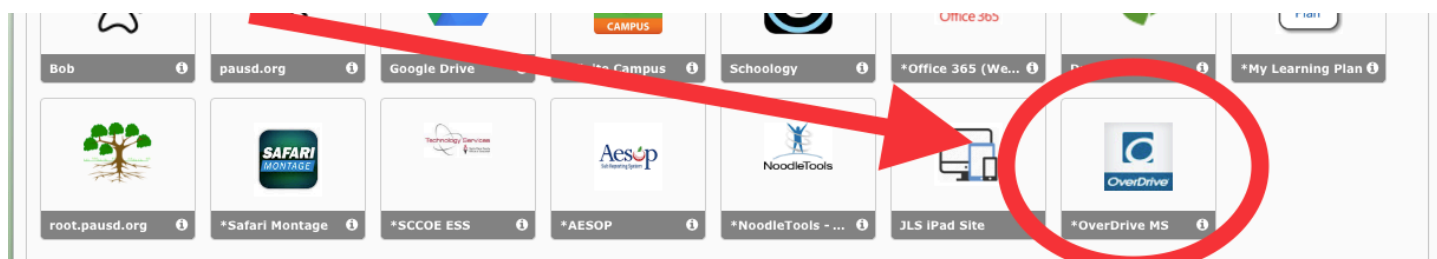 CAMPUS
Office 365
Plan
Bob
pausd.org
Google Drive
Campus
Schoology
*Office 365 (We...
*My Learning Plan
Technology Services
SAFARI
MONTAGE
Aesop
NoodleTools
OverDrive
root.pausd.org
*Safari Montage
*SCCOE ESS
*AESOP
*NoodleTools - ...
JLS iPad Site
*OverDrive MS